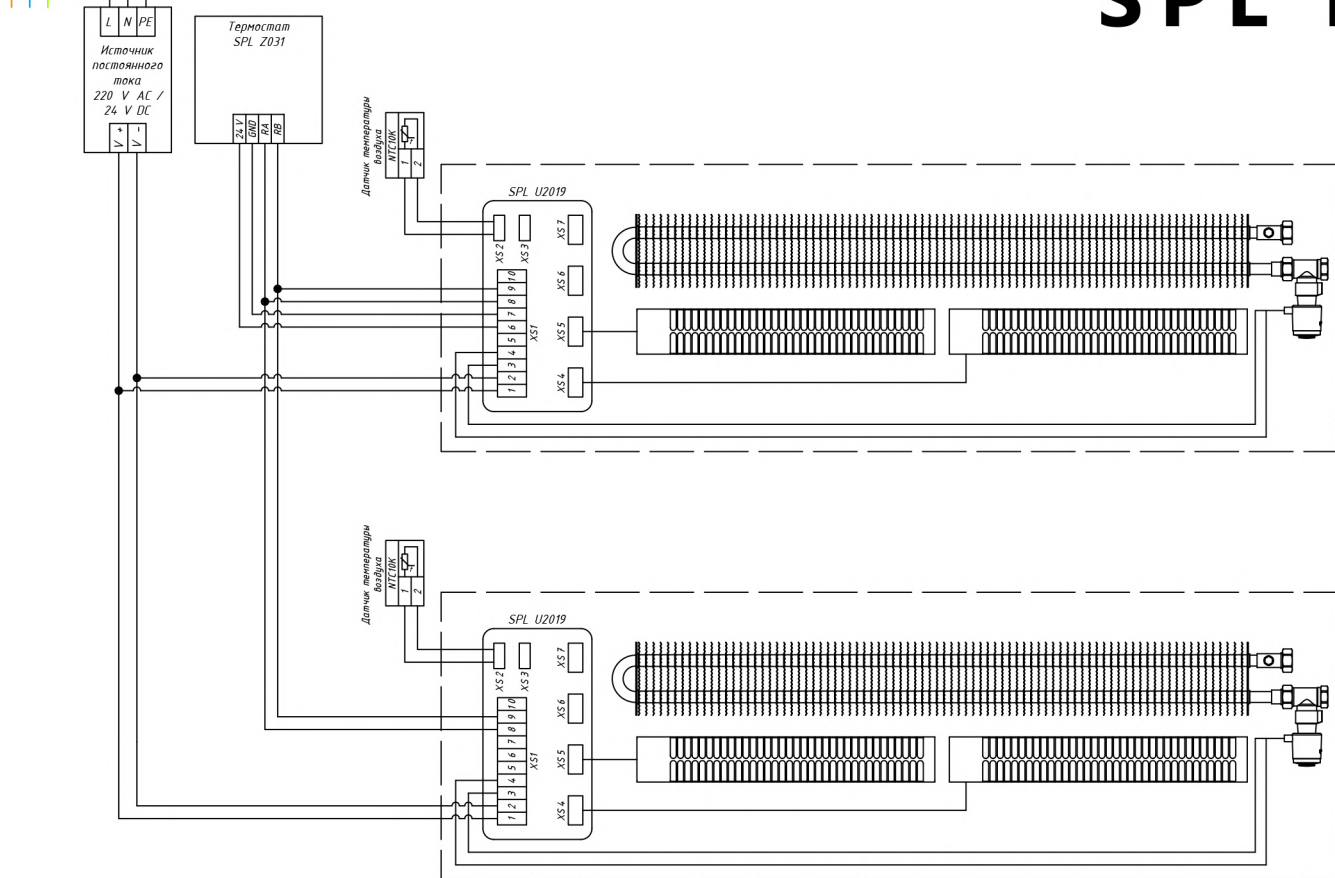 SPL
L N PE
Источник
постоянного
тока
220 V AC /
24 V DC
V +
V -
Термостат
SPL Z031
24 V
GND
RA
RB
Датчик температуры
воздуха
NTC10K
1
2
SPL U2019
XS2
XS3
XS7
XS6
XS5
XS4
XS1
10
9
8
7
6
5
4
3
2
1
Датчик температуры
воздуха
NTC10K
1
2
SPL U2019
XS2
XS3
XS7
XS6
XS5
XS4
XS1
10
9
8
7
6
5
4
3
2
1